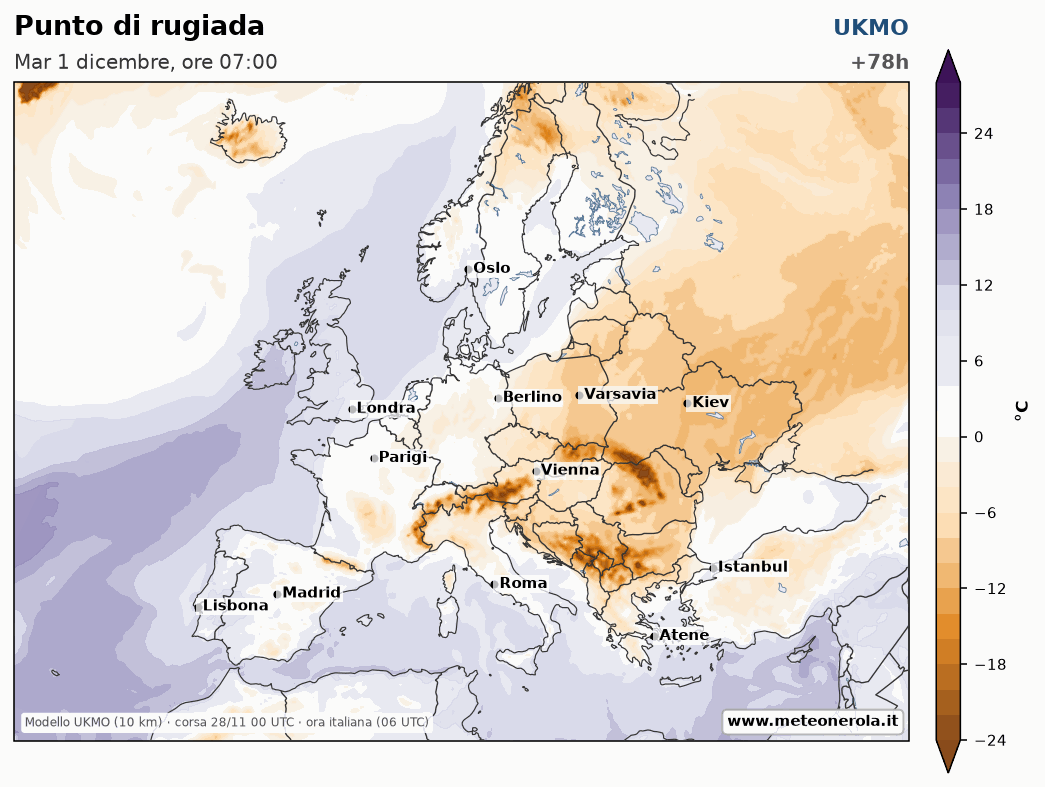 Punto di rugiada
UKMO
Mar 1 dicembre, ore 07:00
+78h
Oslo
Londra
Berlino
Varsavia
Kiev
Parigi
Vienna
Istanbul
Roma
Madrid
Lisbona
Atene
24
18
12
6
0
−6
−12
−18
−24
°C
Modello UKMO (10 km) · corsa 28/11 00 UTC · ora italiana (06 UTC)
www.meteonerola.it